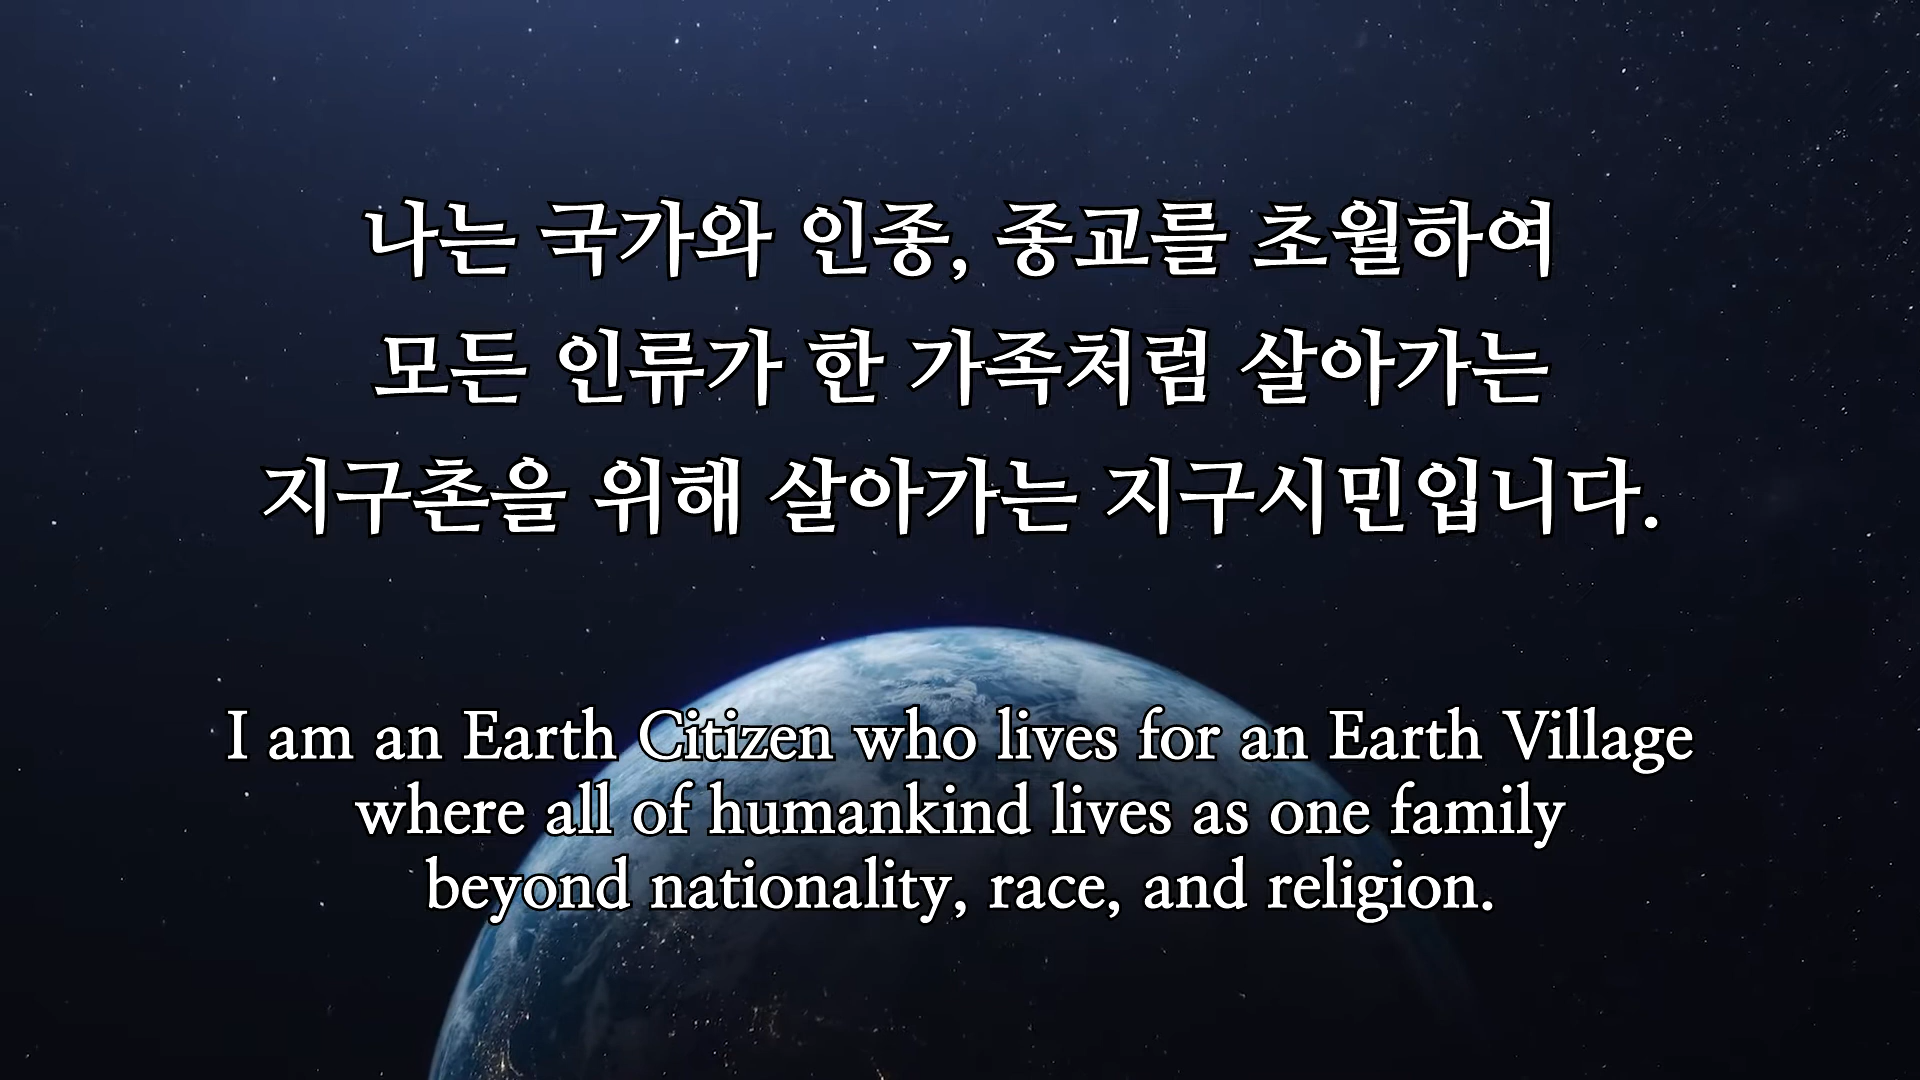 나는 국가와 인종, 종교를 초월하여
모든 인류가 한 가족처럼 살아가는
지구촌을 위해 살아가는 지구시민입니다.
I am an Earth Citizen who lives for an Earth Village
where all of humankind lives as one family
beyond nationality, race, and religion.